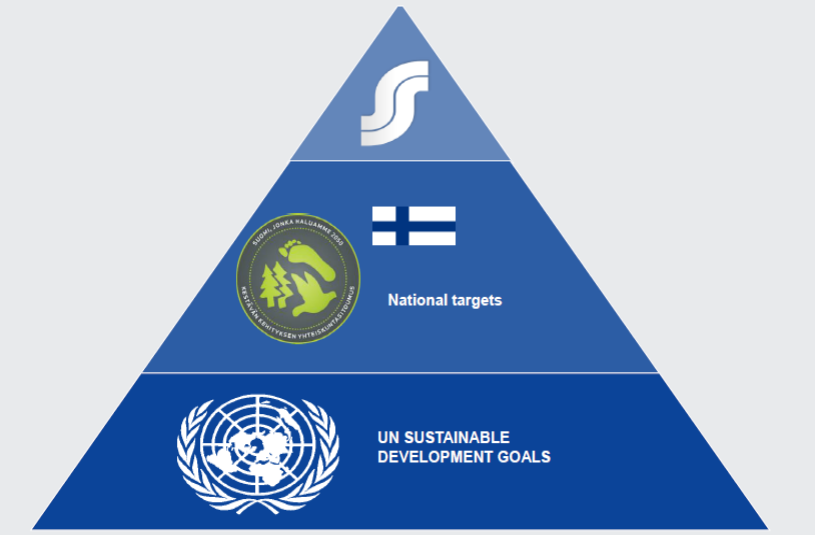 SUOMI, JONKA HALUAMME 2050
KESTÄVÄN KEHITYKSEN YHTEISKUNTASITOUMUS
National targets
UN SUSTAINABLE
DEVELOPMENT GOALS